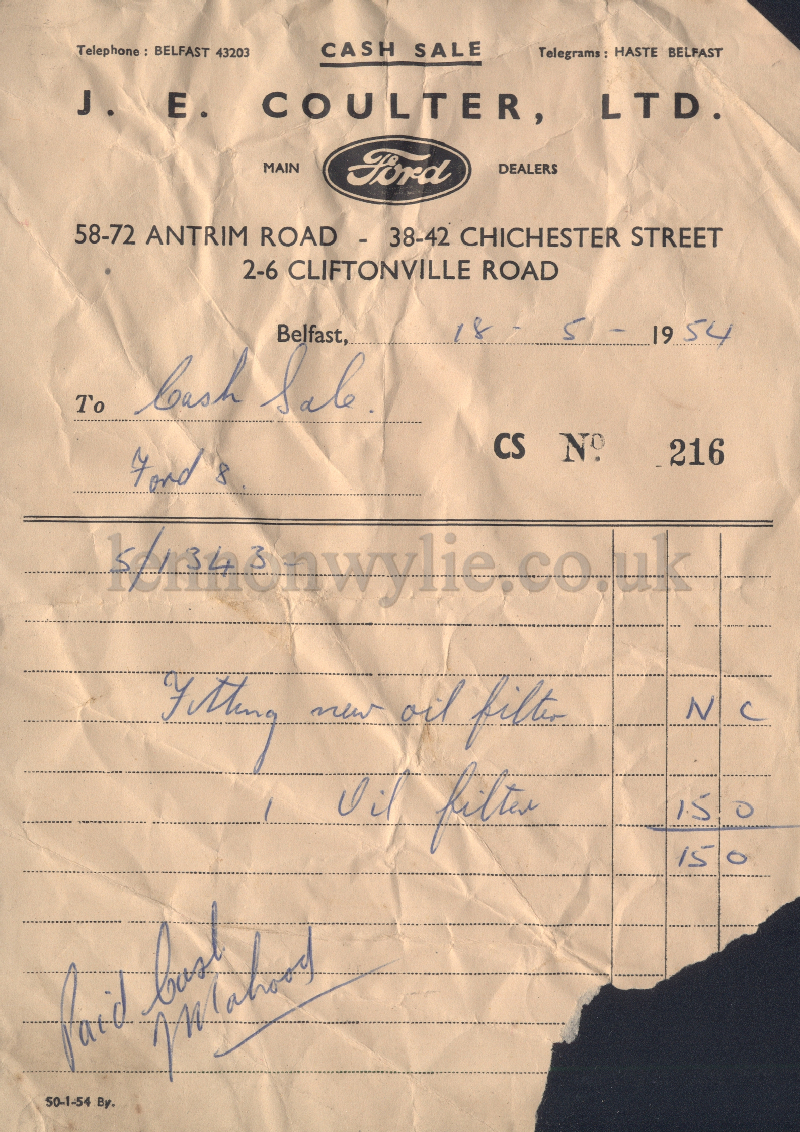 Telephone : BELFAST 43203 CASH SALE Telegrams : HASTE BELFAST
J. E. COULTER, LTD.
MAIN Ford DEALERS
58-72 ANTRIM ROAD - 38-42 CHICHESTER STREET
2-6 CLIFTONVILLE ROAD
Belfast, 18 - 5 - 1954
To Cash Sale.
CS Nº. 216
Ford 8.
5/1343 -
lennonwylie.co.uk
Fitting new oil filter N C
1 Oil filter 15 0
15 0
Paid Cash
Mahood
50-1-54 By.